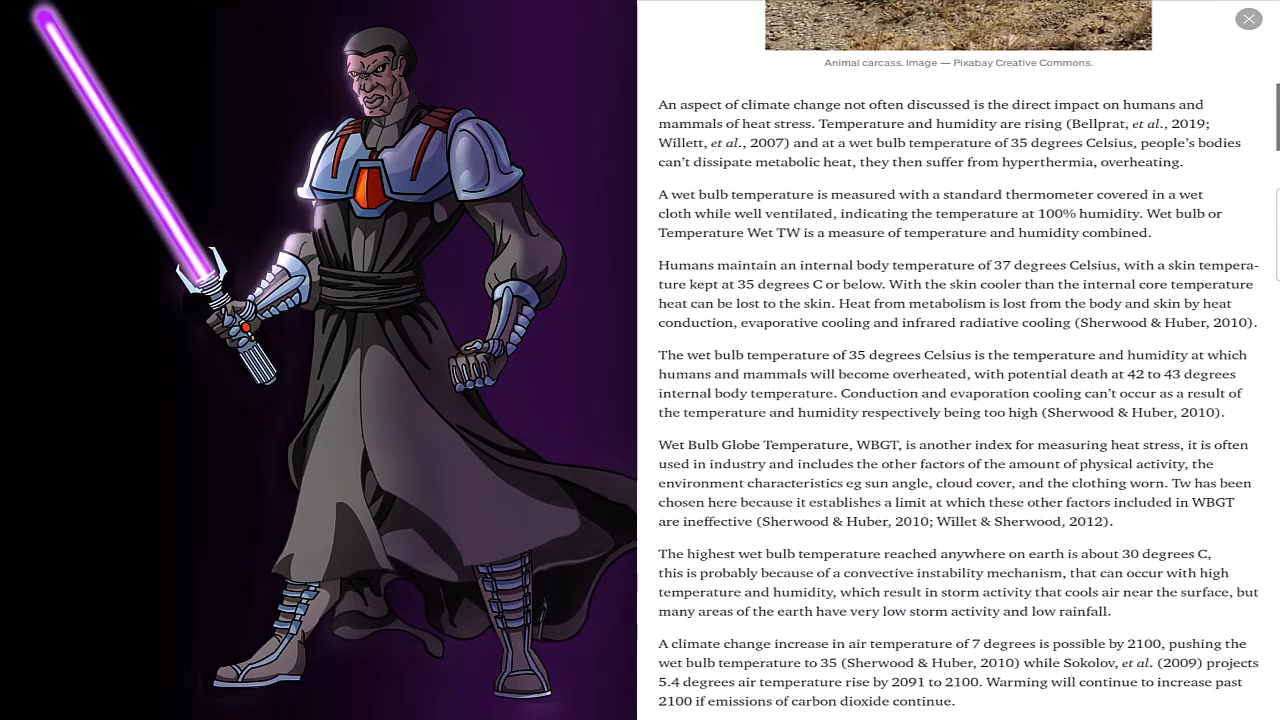 Animal carcass. Image — Pixabay Creative Commons.
An aspect of climate change not often discussed is the direct impact on humans and
mammals of heat stress. Temperature and humidity are rising (Bellprat, et al., 2019;
Willett, et al., 2007) and at a wet bulb temperature of 35 degrees Celsius, people’s bodies
can’t dissipate metabolic heat, they then suffer from hyperthermia, overheating.
A wet bulb temperature is measured with a standard thermometer covered in a wet
cloth while well ventilated, indicating the temperature at 100% humidity. Wet bulb or
Temperature Wet TW is a measure of temperature and humidity combined.
Humans maintain an internal body temperature of 37 degrees Celsius, with a skin tempera-
ture kept at 35 degrees C or below. With the skin cooler than the internal core temperature
heat can be lost to the skin. Heat from metabolism is lost from the body and skin by heat
conduction, evaporative cooling and infrared radiative cooling (Sherwood & Huber, 2010).
The wet bulb temperature of 35 degrees Celsius is the temperature and humidity at which
humans and mammals will become overheated, with potential death at 42 to 43 degrees
internal body temperature. Conduction and evaporation cooling can’t occur as a result of
the temperature and humidity respectively being too high (Sherwood & Huber, 2010).
Wet Bulb Globe Temperature, WBGT, is another index for measuring heat stress, it is often
used in industry and includes the other factors of the amount of physical activity, the
environment characteristics eg sun angle, cloud cover, and the clothing worn. Tw has been
chosen here because it establishes a limit at which these other factors included in WBGT
are ineffective (Sherwood & Huber, 2010; Willet & Sherwood, 2012).
The highest wet bulb temperature reached anywhere on earth is about 30 degrees C,
this is probably because of a convective instability mechanism, that can occur with high
temperature and humidity, which result in storm activity that cools air near the surface, but
many areas of the earth have very low storm activity and low rainfall.
A climate change increase in air temperature of 7 degrees is possible by 2100, pushing the
wet bulb temperature to 35 (Sherwood & Huber, 2010) while Sokolov, et al. (2009) projects
5.4 degrees air temperature rise by 2091 to 2100. Warming will continue to increase past
2100 if emissions of carbon dioxide continue.